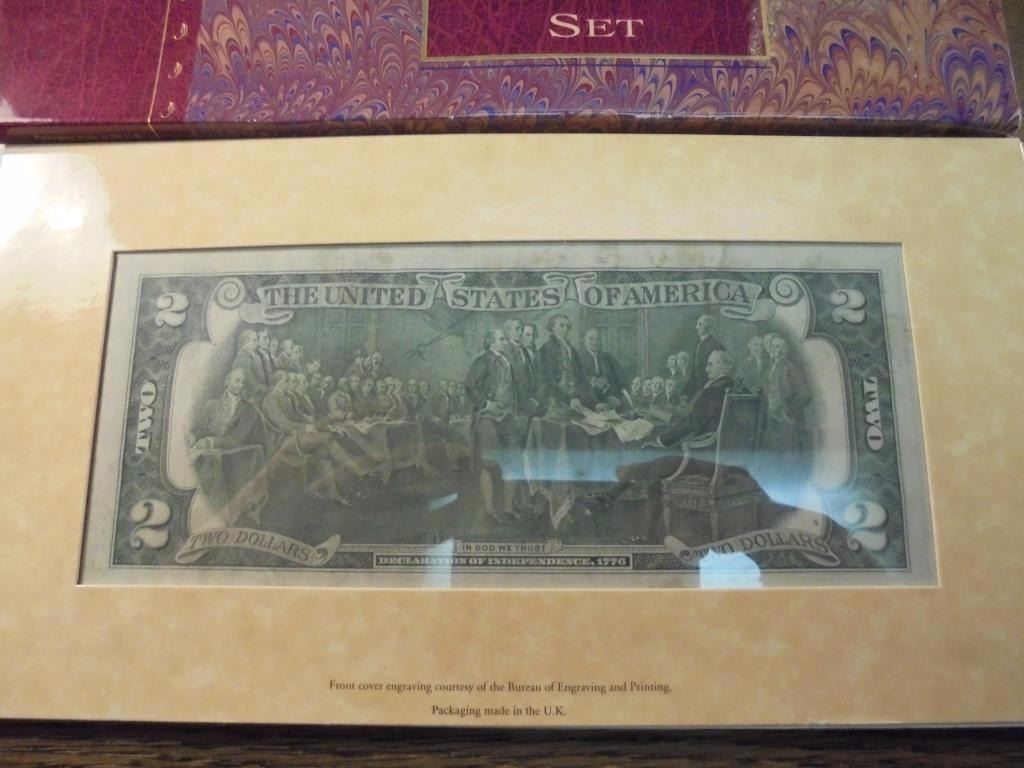 SET
THE UNITED STATES OF AMERICA
2 2
TWO TWO
2 2
TWO DOLLARS TWO DOLLARS
IN GOD WE TRUST
DECLARATION OF INDEPENDENCE, 1776
Front cover engraving courtesy of the Bureau of Engraving and Printing.
Packaging made in the U.K.